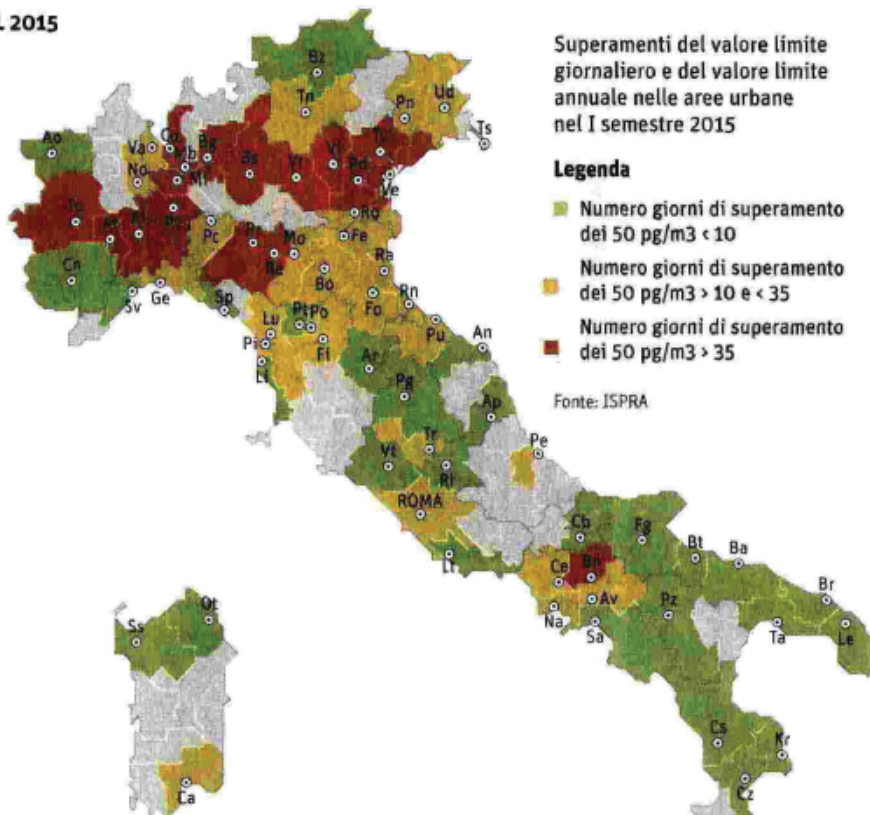 L 2015
Superamenti del valore limite
giornaliero e del valore limite
annuale nelle aree urbane
nel I semestre 2015
Legenda
Numero giorni di superamento
dei 50 pg/m3 < 10
Numero giorni di superamento
dei 50 pg/m3 > 10 e < 35
Numero giorni di superamento
dei 50 pg/m3 > 35
Fonte: ISPRA
Bz
Tn
Pn
Ud
Ts
Ao
Va
Co
Bg
Mb
No
Mi
Bs
Vr
Vi
Pd
Ve
To
At
Al
Pc
Ro
Fe
Cn
Sv
Ge
Sp
Pr
Re
Mo
Bo
Ra
Fo
Rn
Lu
Pt
Po
Pi
Fi
Li
Pu
An
Ar
Pg
Ap
Pe
Vt
Tr
Ri
ROMA
Lt
Cb
Fg
Bt
Ba
Ce
Bn
Av
Na
Sa
Pz
Br
Ta
Le
Ss
Ot
Ca
Cs
Kr
Cz